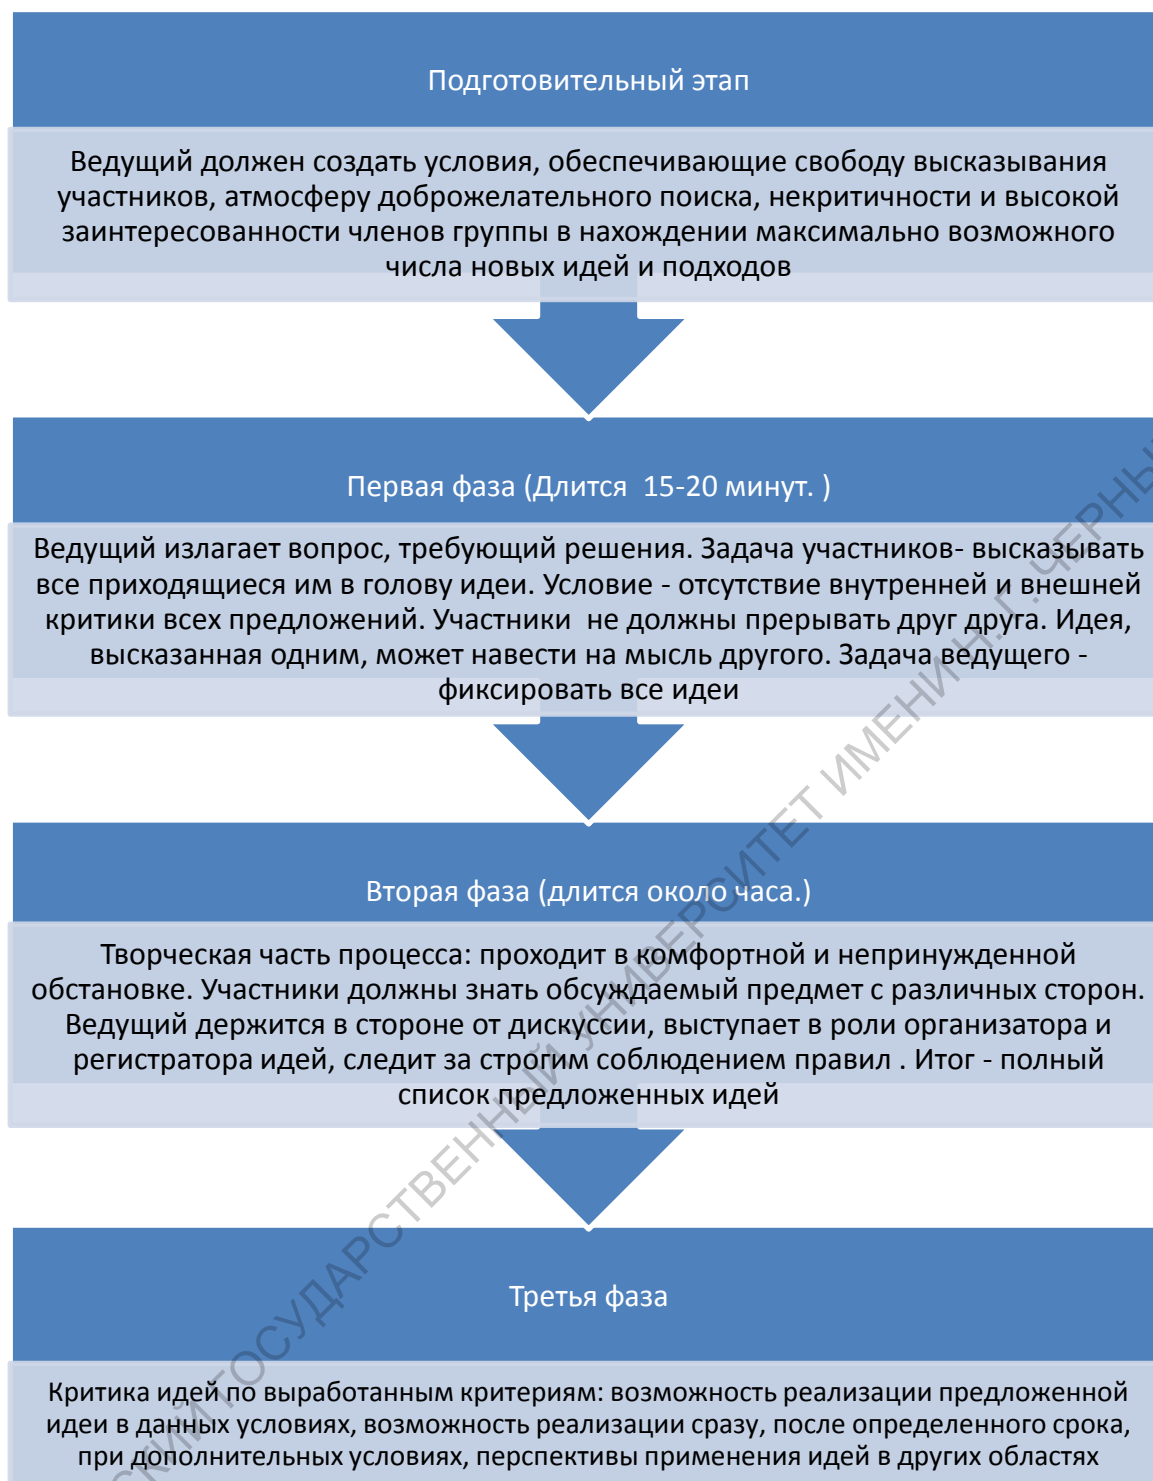 Подготовительный этап
Ведущий должен создать условия, обеспечивающие свободу высказывания
участников, атмосферу доброжелательного поиска, некритичности и высокой
заинтересованности членов группы в нахождении максимально возможного
числа новых идей и подходов
Первая фаза (Длится  15-20 минут. )
Ведущий излагает вопрос, требующий решения. Задача участников- высказывать
все приходящиеся им в голову идеи. Условие - отсутствие внутренней и внешней
критики всех предложений. Участники  не должны прерывать друг друга. Идея,
высказанная одним, может навести на мысль другого. Задача ведущего -
фиксировать все идеи
Вторая фаза (длится около часа.)
Творческая часть процесса: проходит в комфортной и непринужденной
обстановке. Участники должны знать обсуждаемый предмет с различных сторон.
Ведущий держится в стороне от дискуссии, выступает в роли организатора и
регистратора идей, следит за строгим соблюдением правил . Итог - полный
список предложенных идей
Третья фаза
Критика идей по выработанным критериям: возможность реализации предложенной
идеи в данных условиях, возможность реализации сразу, после определенного срока,
при дополнительных условиях, перспективы применения идей в других областях
ГОСУДАРСТВЕННЫЙ УНИВЕРСИТЕТ ИМЕНИ Н. Г.